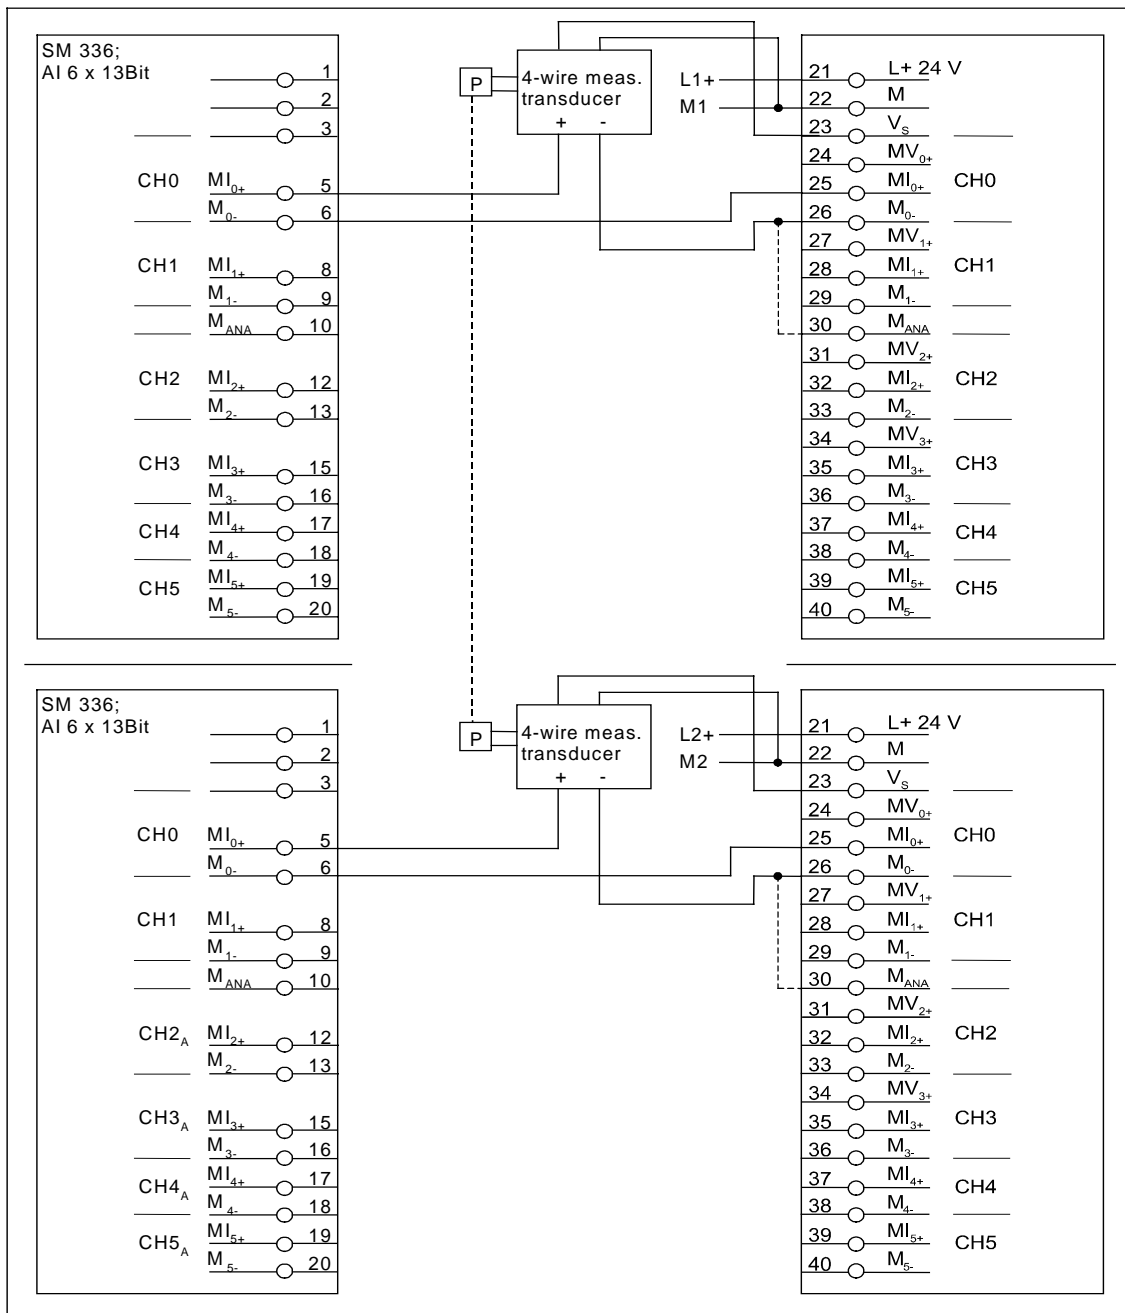 SM 336;
AI 6 x 13Bit
1
2
3
CH0 MI0+ 5
M0- 6
CH1 MI1+ 8
M1- 9
MANA 10
CH2 MI2+ 12
M2- 13
CH3 MI3+ 15
M3- 16
CH4 MI4+ 17
M4- 18
CH5 MI5+ 19
M5- 20
P
4-wire meas.
transducer
+ -
L1+
M1
21 L+ 24 V
22 M
23 VS
24 MV0+
25 MI0+ CH0
26 M0-
27 MV1+
28 MI1+ CH1
29 M1-
30 MANA
31 MV2+
32 MI2+ CH2
33 M2-
34 MV3+
35 MI3+ CH3
36 M3-
37 MI4+ CH4
38 M4-
39 MI5+ CH5
40 M5-
SM 336;
AI 6 x 13Bit
1
2
3
CH0 MI0+ 5
M0- 6
CH1 MI1+ 8
M1- 9
MANA 10
CH2A MI2+ 12
M2- 13
CH3A MI3+ 15
M3- 16
CH4A MI4+ 17
M4- 18
CH5A MI5+ 19
M5- 20
P
4-wire meas.
transducer
+ -
L2+
M2
21 L+ 24 V
22 M
23 VS
24 MV0+
25 MI0+ CH0
26 M0-
27 MV1+
28 MI1+ CH1
29 M1-
30 MANA
31 MV2+
32 MI2+ CH2
33 M2-
34 MV3+
35 MI3+ CH3
36 M3-
37 MI4+ CH4
38 M4-
39 MI5+ CH5
40 M5-